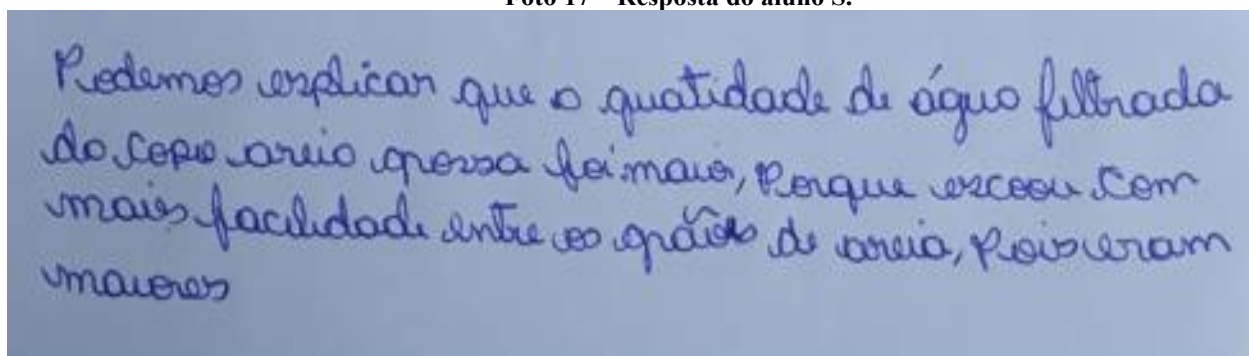 Foto 17 – Resposta do aluno S.
Podemos explicar que a quatidade de água filtrada
do copo areia grossa foi maior, porque escoou com
mais facilidade entre os grãos de areia, pois eram
maiores